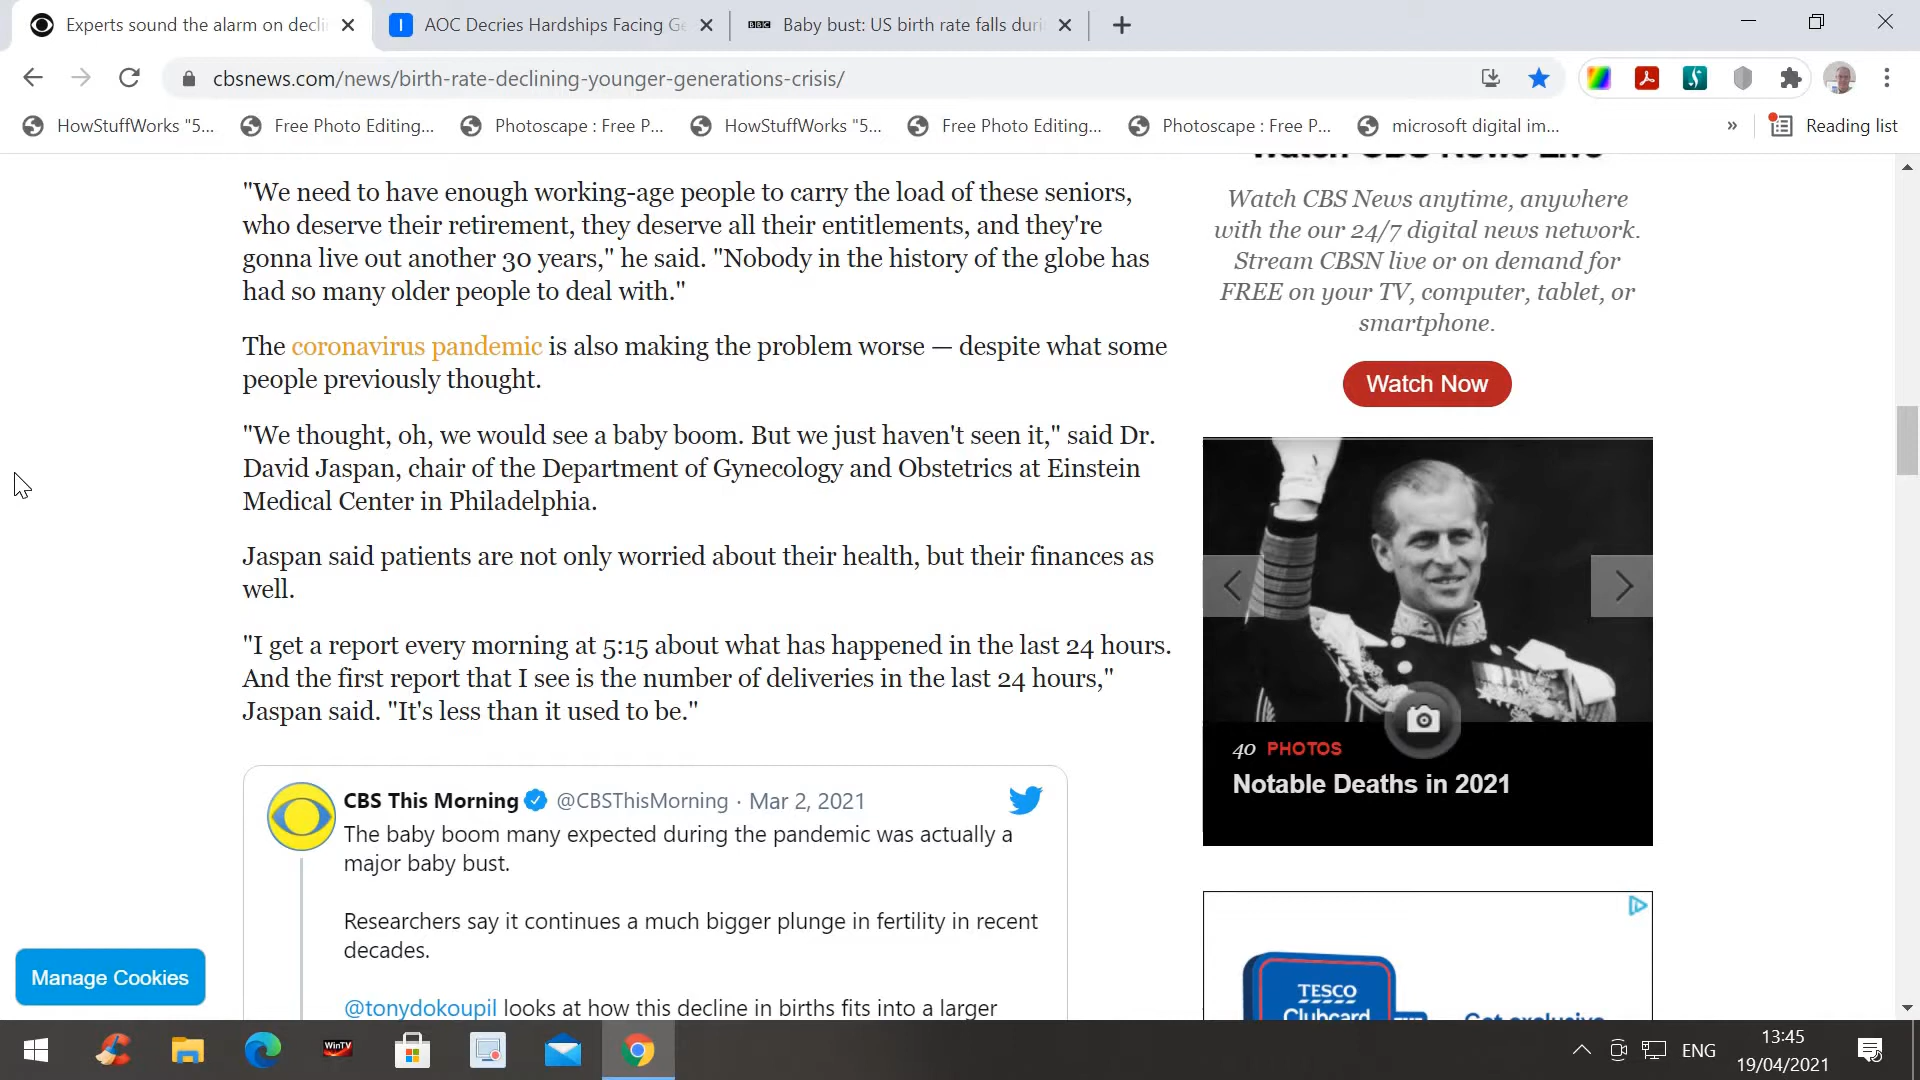 Experts sound the alarm on decli
AOC Decries Hardships Facing Ge
BBC
Baby bust: US birth rate falls duri
cbsnews.com/news/birth-rate-declining-younger-generations-crisis/
HowStuffWorks "5...
Free Photo Editing...
Photoscape : Free P...
HowStuffWorks "5...
Free Photo Editing...
Photoscape : Free P...
microsoft digital im...
»
Reading list
"We need to have enough working-age people to carry the load of these seniors,
who deserve their retirement, they deserve all their entitlements, and they're
gonna live out another 30 years," he said. "Nobody in the history of the globe has
had so many older people to deal with."
The coronavirus pandemic is also making the problem worse — despite what some
people previously thought.
"We thought, oh, we would see a baby boom. But we just haven't seen it," said Dr.
David Jaspan, chair of the Department of Gynecology and Obstetrics at Einstein
Medical Center in Philadelphia.
Jaspan said patients are not only worried about their health, but their finances as
well.
"I get a report every morning at 5:15 about what has happened in the last 24 hours.
And the first report that I see is the number of deliveries in the last 24 hours,"
Jaspan said. "It's less than it used to be."
CBS This Morning @CBSThisMorning · Mar 2, 2021
The baby boom many expected during the pandemic was actually a
major baby bust.
Researchers say it continues a much bigger plunge in fertility in recent
decades.
@tonydokoupil looks at how this decline in births fits into a larger
Manage Cookies
Watch CBS News Live
Watch CBS News anytime, anywhere
with the our 24/7 digital news network.
Stream CBSN live or on demand for
FREE on your TV, computer, tablet, or
smartphone.
Watch Now
40 PHOTOS
Notable Deaths in 2021
TESCO
Clubcard
Get exclusive
WinTV
ENG
13:45
19/04/2021